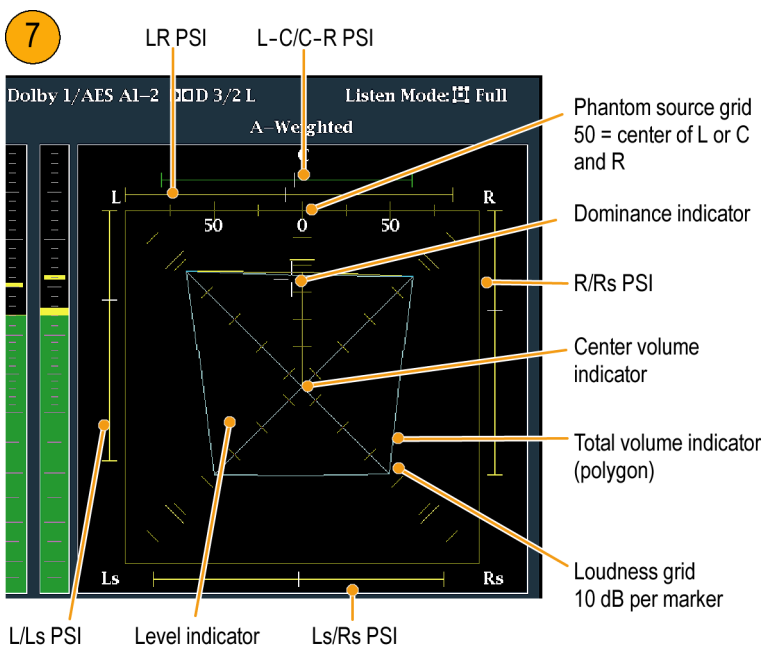 7
LR PSI
L-C/C-R PSI
Dolby 1/AES A1-2 D 3/2 L
Listen Mode: Full
A-Weighted
C
L
R
50
0
50
Ls
Rs
Phantom source grid
50 = center of L or C
and R
Dominance indicator
R/Rs PSI
Center volume
indicator
Total volume indicator
(polygon)
Loudness grid
10 dB per marker
L/Ls PSI
Level indicator
Ls/Rs PSI